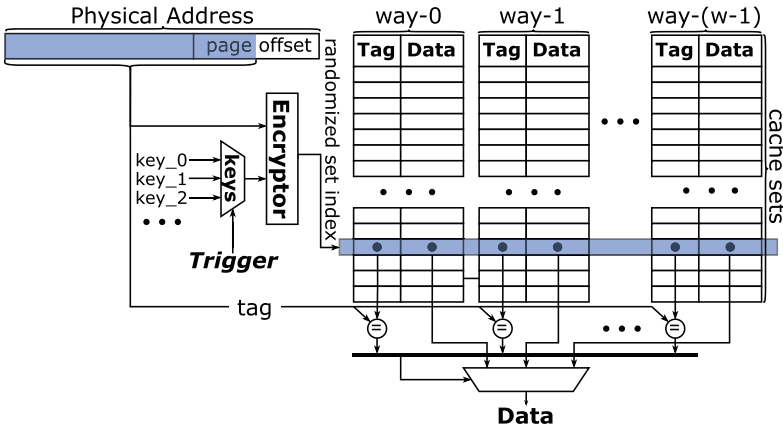 Physical Address
page offset
way-0
way-1
way-(w-1)
Tag Data
Tag Data
• • •
Tag Data
randomized set index
cache sets
Encryptor
keys
key_0
key_1
key_2
• • •
Trigger
• • •
• • •
• • •
tag
=
=
• • •
=
Data